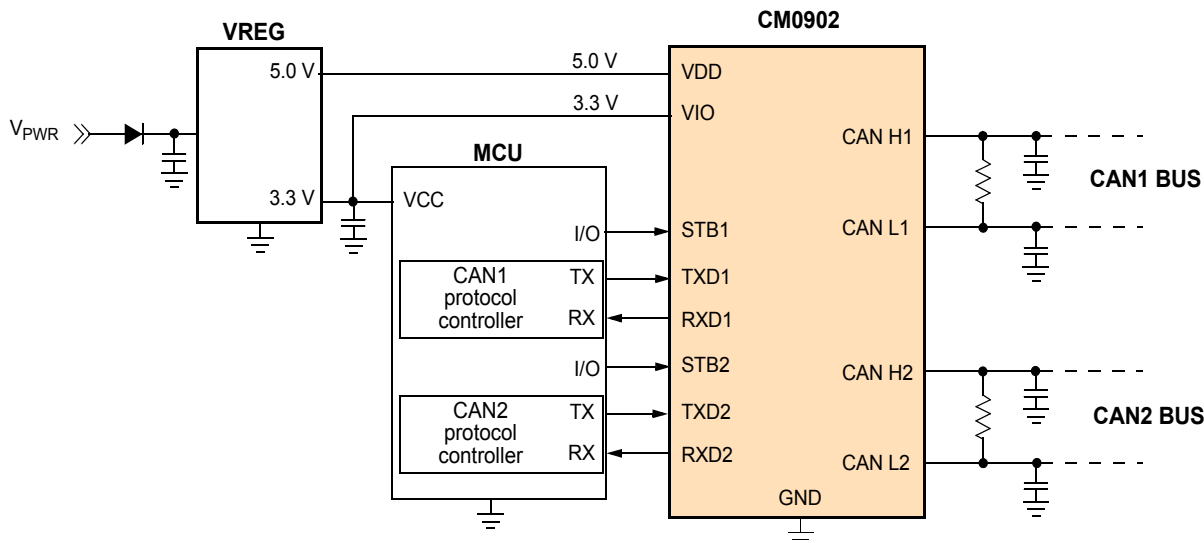 CM0902
VREG
5.0 V
5.0 V
VDD
3.3 V
VIO
VPWR
CAN H1
MCU
CAN1 BUS
3.3 V
VCC
I/O
STB1
CAN L1
CAN1
protocol
controller
TX
TXD1
RX
RXD1
I/O
STB2
CAN H2
CAN2
protocol
controller
TX
TXD2
CAN2 BUS
RX
RXD2
CAN L2
GND